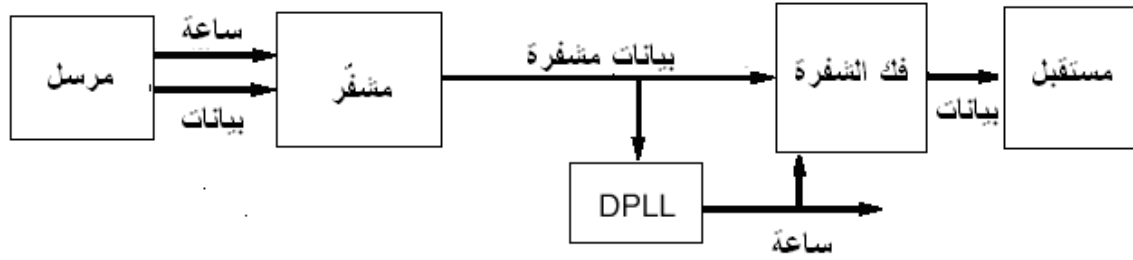 مرسل
ساعة
بيانات
مشفّر
بيانات مشفرة
DPLL
ساعة
فك الشفرة
بيانات
مستقبل